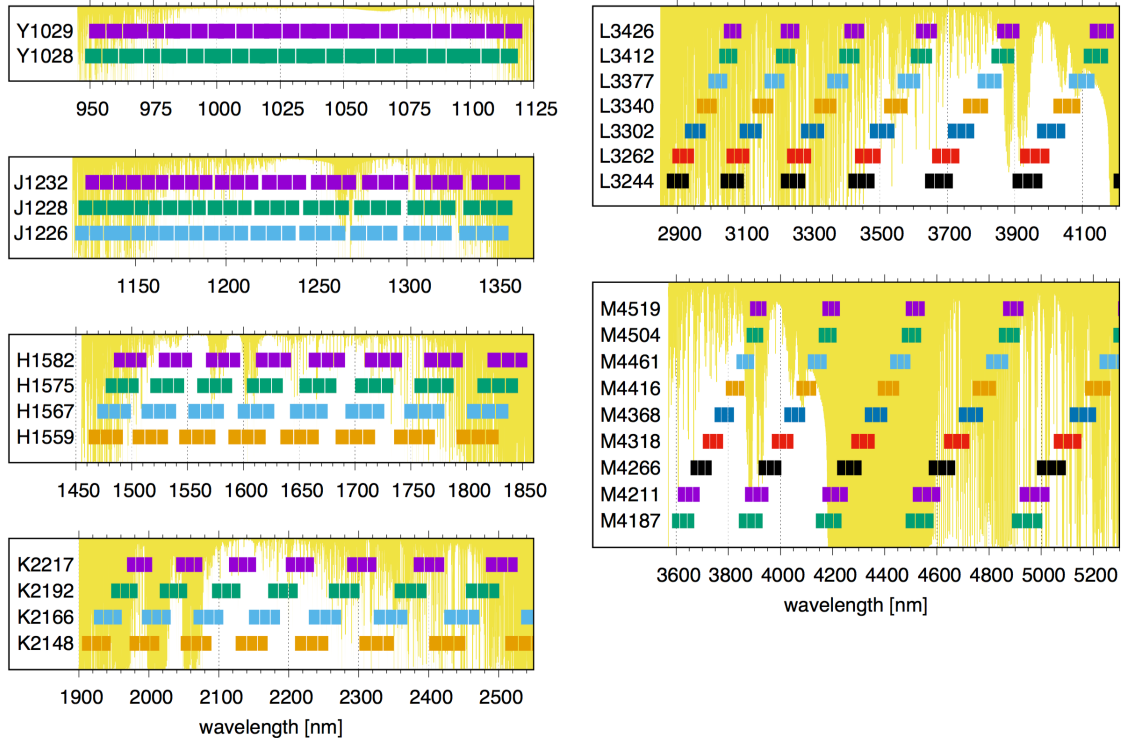 Y1029
Y1028
950 975 1000 1025 1050 1075 1100 1125
J1232
J1228
J1226
1150 1200 1250 1300 1350
H1582
H1575
H1567
H1559
1450 1500 1550 1600 1650 1700 1750 1800 1850
K2217
K2192
K2166
K2148
1900 2000 2100 2200 2300 2400 2500
wavelength [nm]
L3426
L3412
L3377
L3340
L3302
L3262
L3244
2900 3100 3300 3500 3700 3900 4100
M4519
M4504
M4461
M4416
M4368
M4318
M4266
M4211
M4187
3600 3800 4000 4200 4400 4600 4800 5000 5200
wavelength [nm]